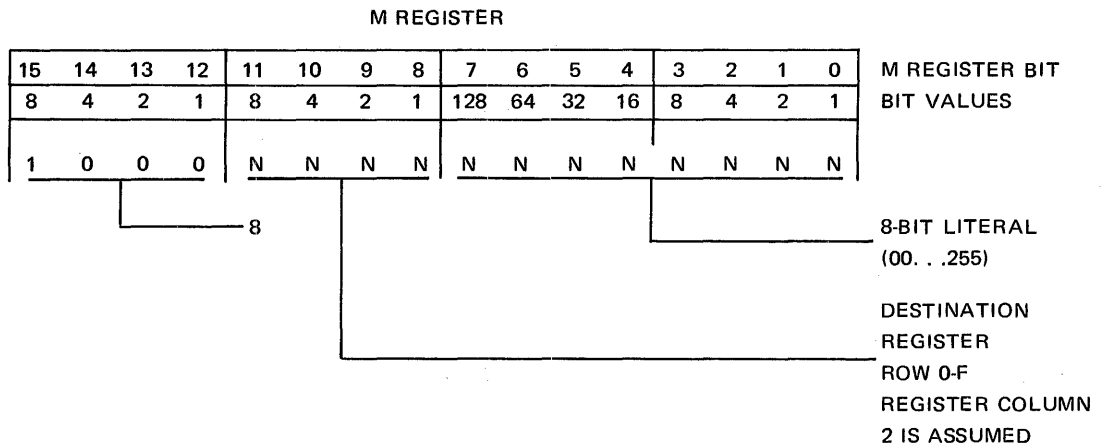 M REGISTER
15 14 13 12 11 10 9 8 7 6 5 4 3 2 1 0 M REGISTER BIT
8 4 2 1 8 4 2 1 128 64 32 16 8 4 2 1 BIT VALUES
1 0 0 0 N N N N N N N N N N N N
8 8-BIT LITERAL
(00. . .255)
DESTINATION
REGISTER
ROW 0-F
REGISTER COLUMN
2 IS ASSUMED